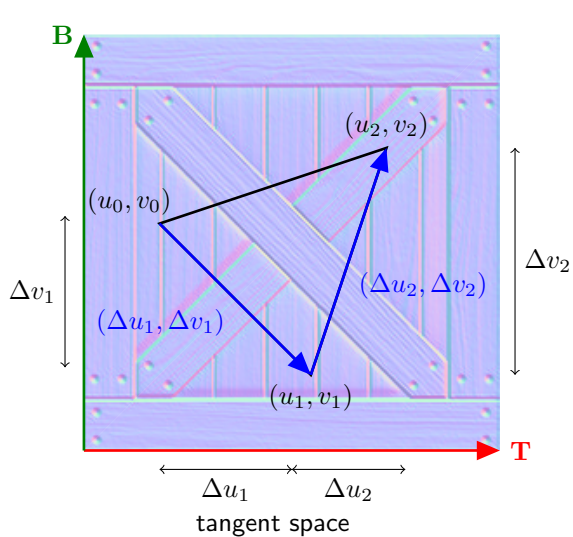 B
(u₂, v₂)
(u₀, v₀)
Δv₂
(Δu₂, Δv₂)
Δv₁
(Δu₁, Δv₁)
(u₁, v₁)
T
Δu₁
Δu₂
tangent space